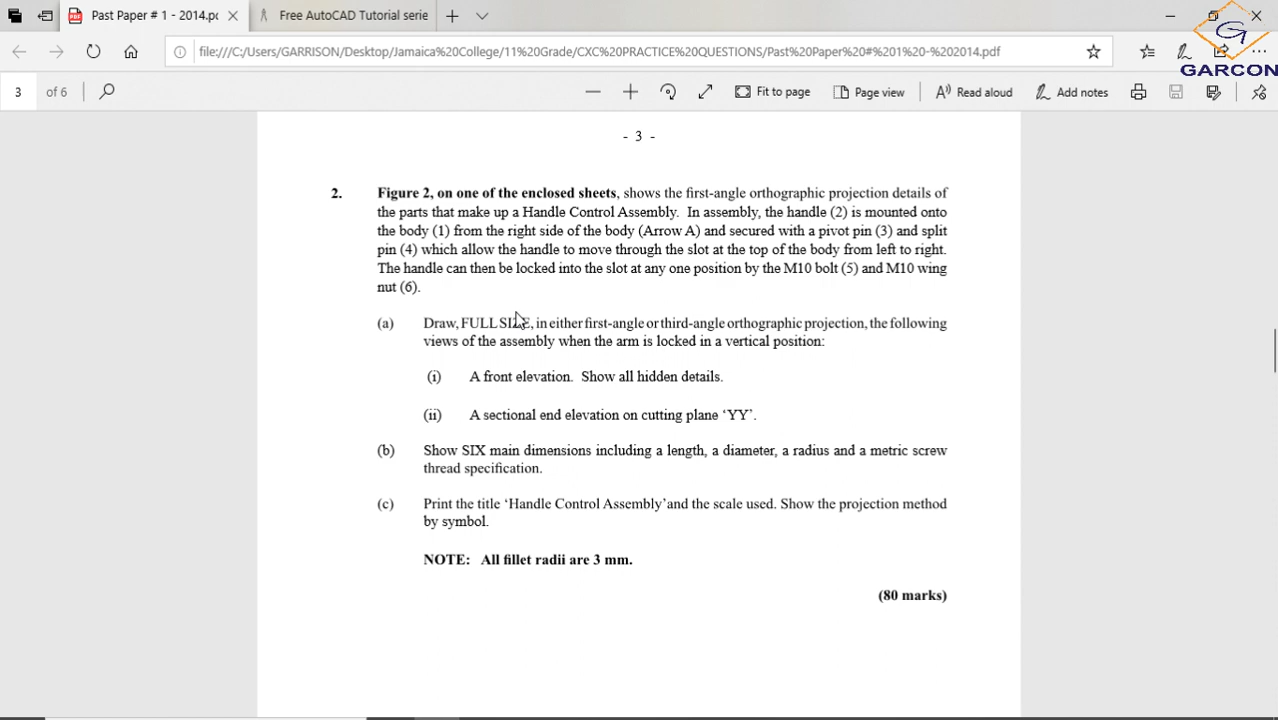 Past Paper # 1 - 2014.pc
Free AutoCAD Tutorial serie
file:///C:/Users/GARRISON/Desktop/Jamaica%20College/11%20Grade/CXC%20PRACTICE%20QUESTIONS/Past%20Paper%20#%201%20-%202014.pdf
GARCON
3 of 6
Fit to page
Page view
Read aloud
Add notes
- 3 -
2. Figure 2, on one of the enclosed sheets, shows the first-angle orthographic projection details of
the parts that make up a Handle Control Assembly. In assembly, the handle (2) is mounted onto
the body (1) from the right side of the body (Arrow A) and secured with a pivot pin (3) and split
pin (4) which allow the handle to move through the slot at the top of the body from left to right.
The handle can then be locked into the slot at any one position by the M10 bolt (5) and M10 wing
nut (6).
(a) Draw, FULL SIZE, in either first-angle or third-angle orthographic projection, the following
views of the assembly when the arm is locked in a vertical position:
(i) A front elevation. Show all hidden details.
(ii) A sectional end elevation on cutting plane ‘YY’.
(b) Show SIX main dimensions including a length, a diameter, a radius and a metric screw
thread specification.
(c) Print the title ‘Handle Control Assembly’and the scale used. Show the projection method
by symbol.
NOTE: All fillet radii are 3 mm.
(80 marks)